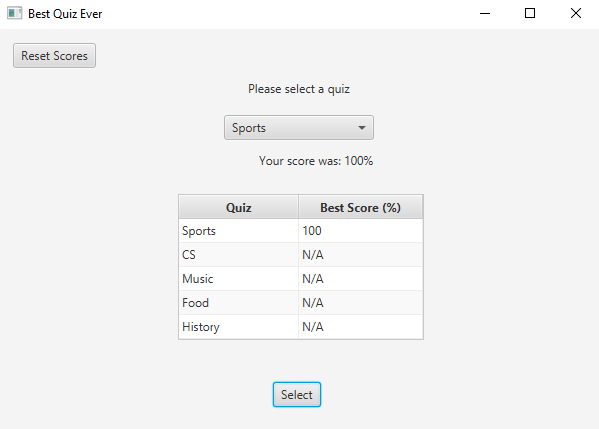 Best Quiz Ever
Reset Scores
Please select a quiz
Sports
Your score was: 100%
Quiz Best Score (%)
Sports 100
CS N/A
Music N/A
Food N/A
History N/A
Select